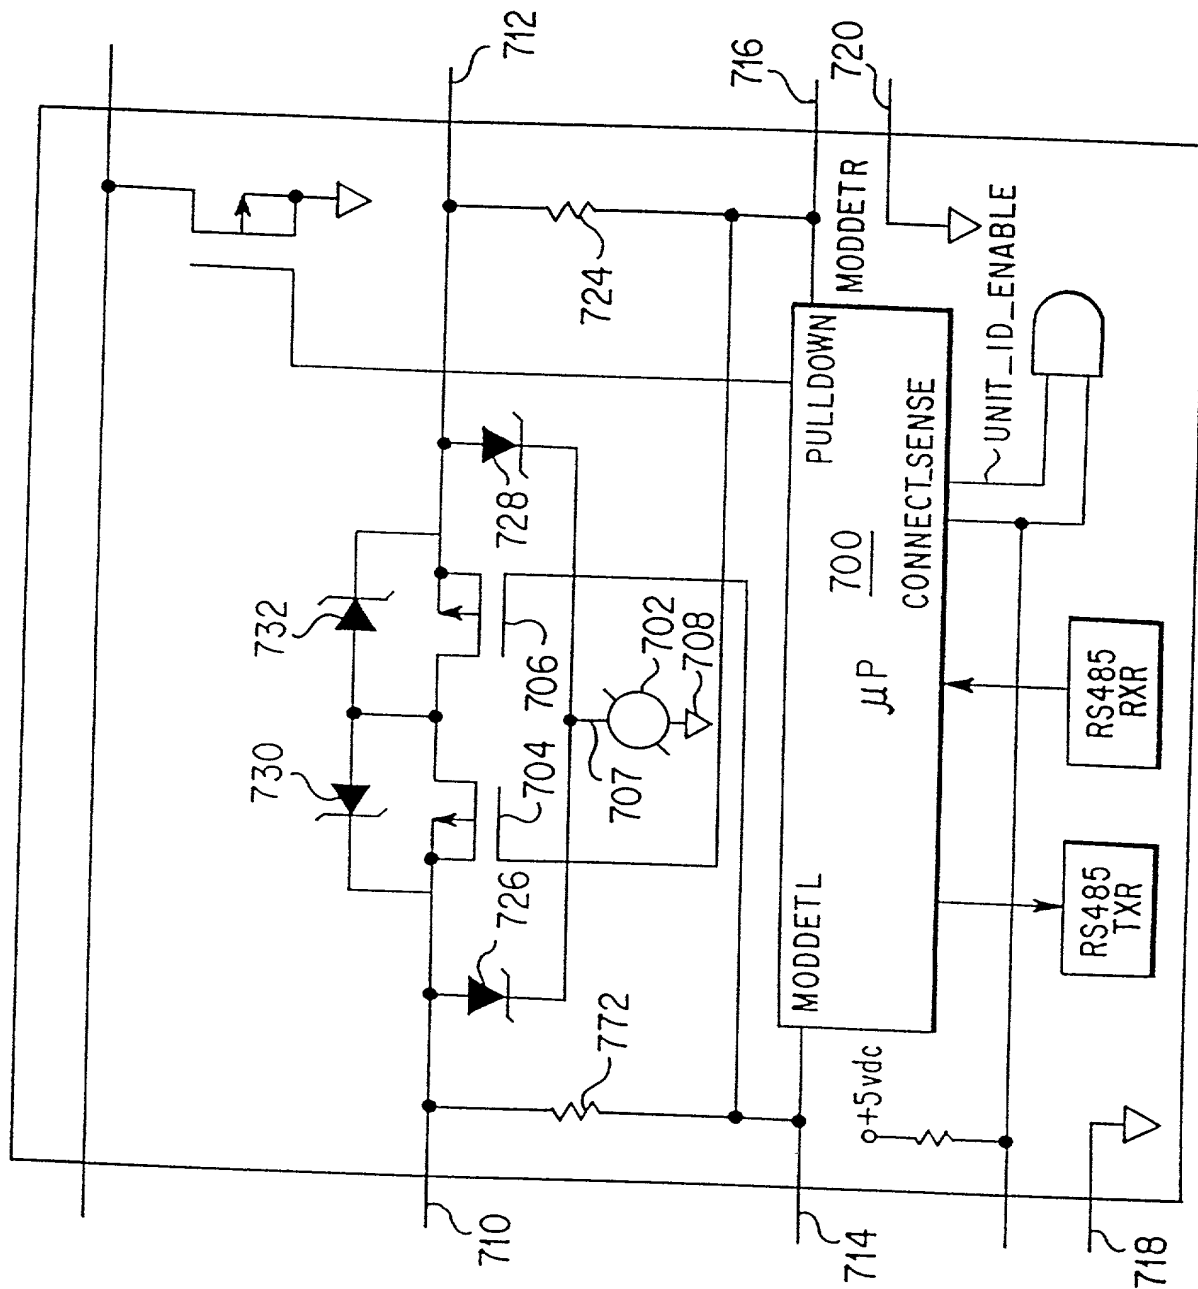 712
716
720
732
730
728
726
706
704
707
702
708
724
772
MODDETR
PULLDOWN
MODDETL
CONNECT_SENSE
700
µP
UNIT_ID_ENABLE
RS485
RXR
RS485
TXR
+5vdc
710
714
718